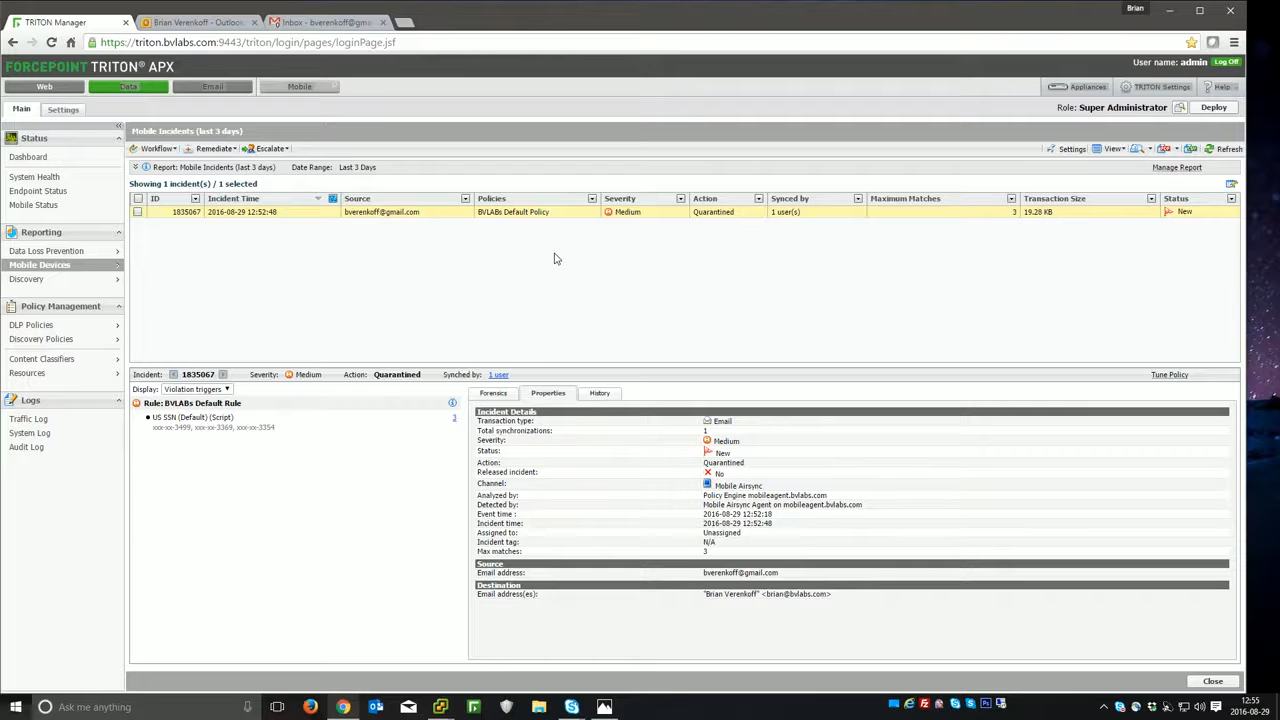 Brian
TRITON Manager
Brian Verenkoff - Outlook
Inbox - bverenkoff@gma
https://triton.bvlabs.com:9443/triton/login/pages/loginPage.jsf
FORCEPOINT TRITON® APX
User name: admin Log Off
Web Data Email Mobile
Appliances TRITON Settings Help
Main Settings
Role: Super Administrator Deploy
Status
Dashboard
System Health
Endpoint Status
Mobile Status
Reporting
Data Loss Prevention
Mobile Devices
Discovery
Policy Management
DLP Policies
Discovery Policies
Content Classifiers
Resources
Logs
Traffic Log
System Log
Audit Log
Mobile Incidents (last 3 days)
Workflow Remediate Escalate
Settings View Refresh
Report: Mobile Incidents (last 3 days) Date Range: Last 3 Days Manage Report
Showing 1 incident(s) / 1 selected
ID Incident Time Source Policies Severity Action Synced by Maximum Matches Transaction Size Status
1835067 2016-08-29 12:52:48 bverenkoff@gmail.com BVLABs Default Policy Medium Quarantined 1 user(s) 3 19.28 KB New
Incident: 1835067 Severity: Medium Action: Quarantined Synched by: 1 user Tune Policy
Display: Violation triggers
Rule: BVLABs Default Rule
US SSN (Default) (Script) 3
xxx-xx-3499, xxx-xx-3369, xxx-xx-3354
Forensics Properties History
Incident Details
Transaction type: Email
Total synchronizations: 1
Severity: Medium
Status: New
Action: Quarantined
Released incident: No
Channel: Mobile Airsync
Analyzed by: Policy Engine mobileagent.bvlabs.com
Detected by: Mobile Airsync Agent on mobileagent.bvlabs.com
Event time : 2016-08-29 12:52:18
Incident time: 2016-08-29 12:52:48
Assigned to: Unassigned
Incident tag: N/A
Max matches: 3
Source
Email address: bverenkoff@gmail.com
Destination
Email address(es): "Brian Verenkoff" <brian@bvlabs.com>
Close
Ask me anything
12:55
2016-08-29